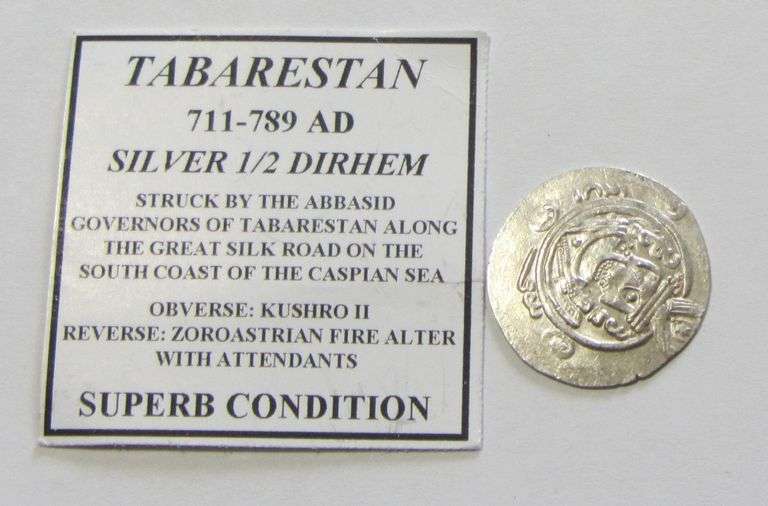 TABARESTAN
711-789 AD
SILVER 1/2 DIRHEM
STRUCK BY THE ABBASID
GOVERNORS OF TABARESTAN ALONG
THE GREAT SILK ROAD ON THE
SOUTH COAST OF THE CASPIAN SEA
OBVERSE: KUSHRO II
REVERSE: ZOROASTRIAN FIRE ALTER
WITH ATTENDANTS
SUPERB CONDITION